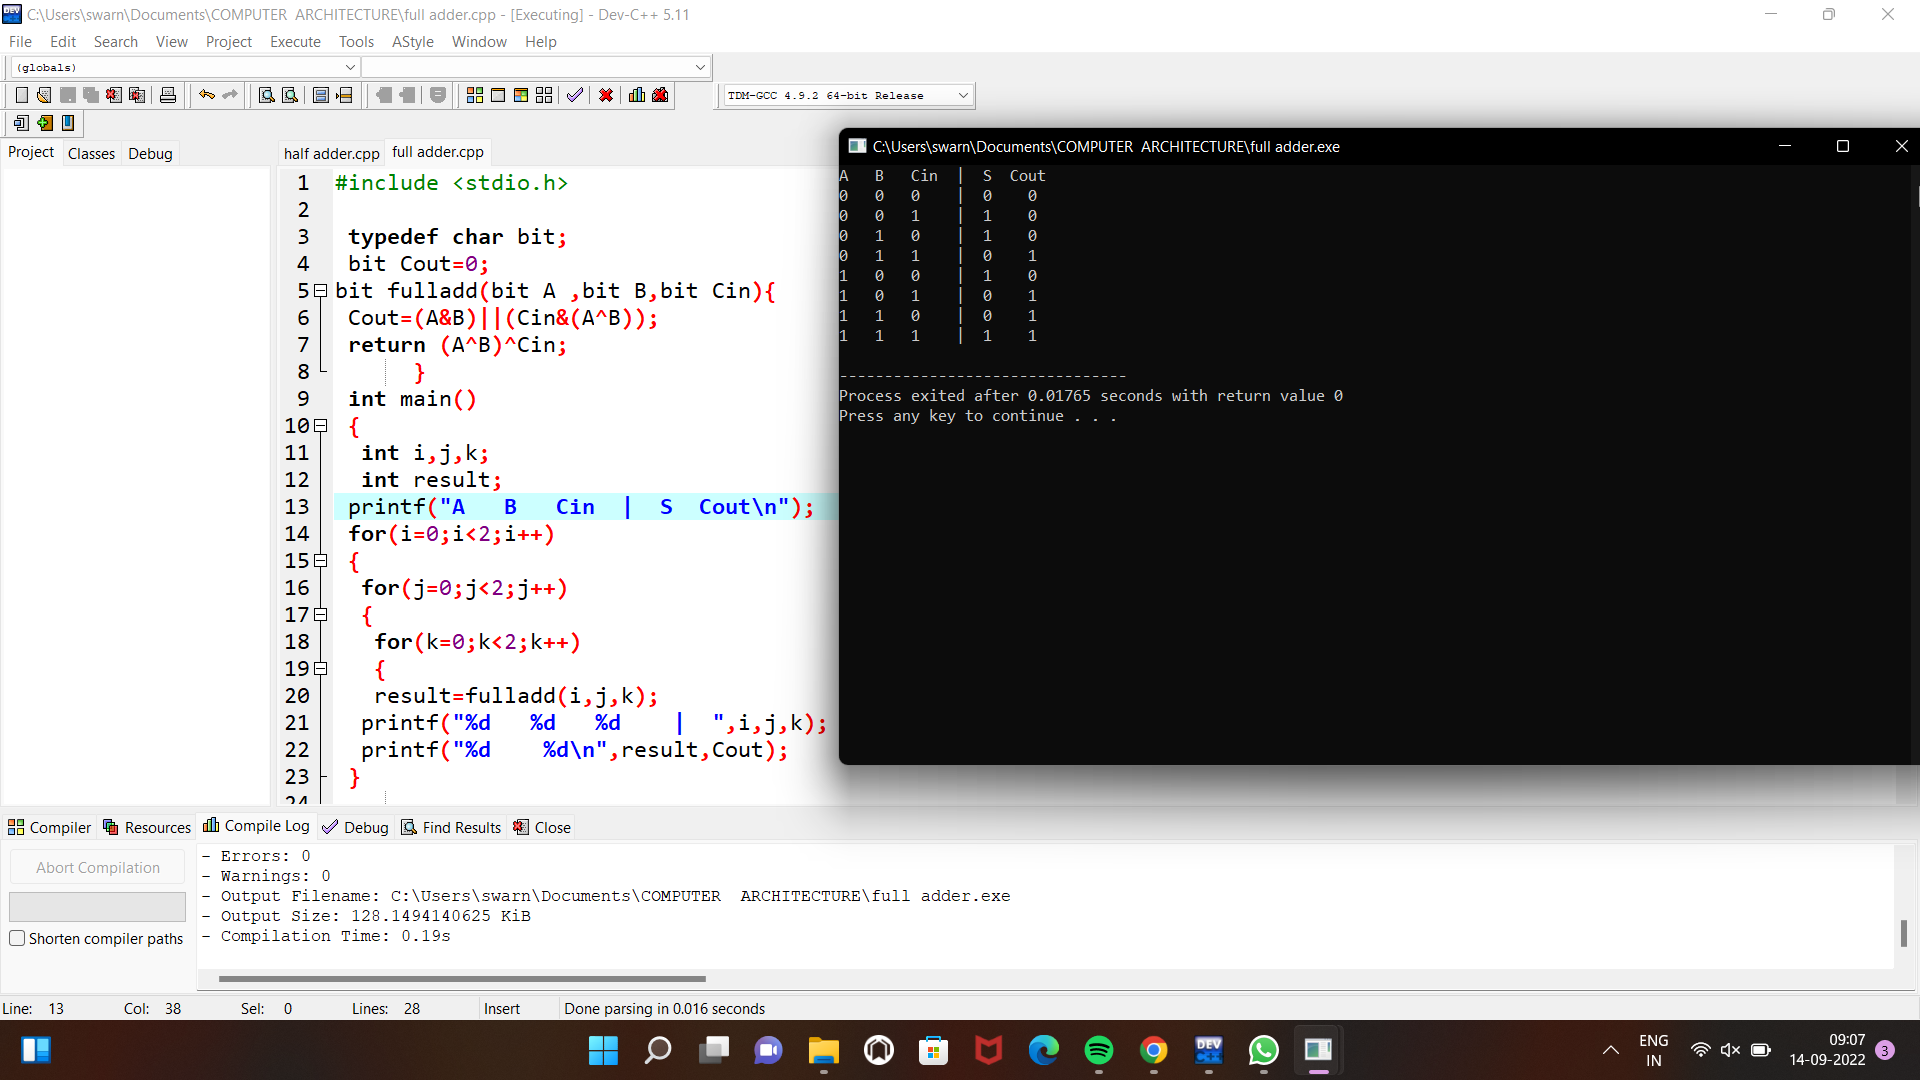 C:\Users\swarn\Documents\COMPUTER  ARCHITECTURE\full adder.cpp - [Executing] - Dev-C++ 5.11
File Edit Search View Project Execute Tools AStyle Window Help
(globals)
TDM-GCC 4.9.2 64-bit Release
Project Classes Debug
half adder.cpp full adder.cpp
1 #include <stdio.h>
2
3 typedef char bit;
4 bit Cout=0;
5 bit fulladd(bit A ,bit B,bit Cin){
6 Cout=(A&B)||(Cin&(A^B));
7 return (A^B)^Cin;
8 }
9 int main()
10 {
11 int i,j,k;
12 int result;
13 printf("A   B   Cin  |  S  Cout\n");
14 for(i=0;i<2;i++)
15 {
16 for(j=0;j<2;j++)
17 {
18 for(k=0;k<2;k++)
19 {
20 result=fulladd(i,j,k);
21 printf("%d   %d   %d    |  ",i,j,k);
22 printf("%d    %d\n",result,Cout);
23 }
24
C:\Users\swarn\Documents\COMPUTER  ARCHITECTURE\full adder.exe
A   B   Cin  |  S  Cout
0   0   0    |  0    0
0   0   1    |  1    0
0   1   0    |  1    0
0   1   1    |  0    1
1   0   0    |  1    0
1   0   1    |  0    1
1   1   0    |  0    1
1   1   1    |  1    1
--------------------------------
Process exited after 0.01765 seconds with return value 0
Press any key to continue . . .
Compiler Resources Compile Log Debug Find Results Close
Abort Compilation
Shorten compiler paths
- Errors: 0
- Warnings: 0
- Output Filename: C:\Users\swarn\Documents\COMPUTER  ARCHITECTURE\full adder.exe
- Output Size: 128.1494140625 KiB
- Compilation Time: 0.19s
Line: 13 Col: 38 Sel: 0 Lines: 28 Insert Done parsing in 0.016 seconds
DEV C++
ENG
IN
09:07
14-09-2022
3